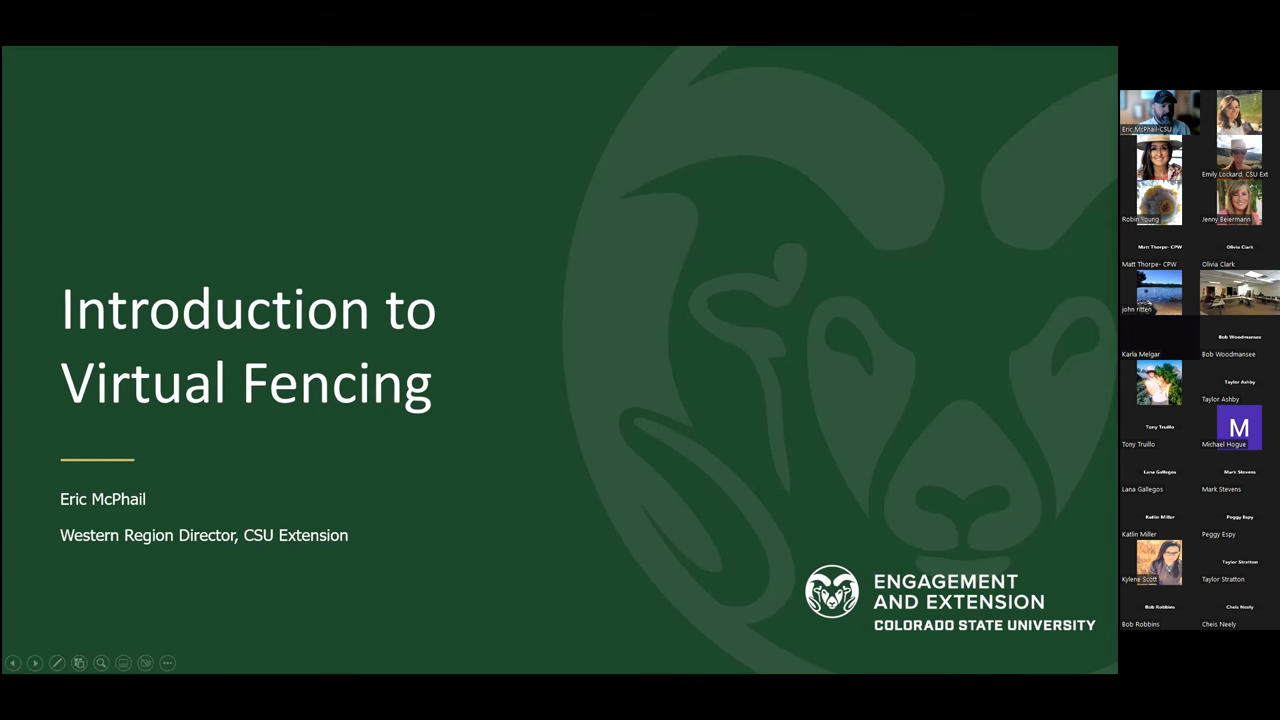 Introduction to
Virtual Fencing
Eric McPhail
Western Region Director, CSU Extension
ENGAGEMENT
AND EXTENSION
COLORADO STATE UNIVERSITY
Eric McPhail-CSU
Emily Lockard, CSU Ext
Robin Young
Jenny Beiermann
Matt Thorpe- CPW
Olivia Clark
Matt Thorpe- CPW
Olivia Clark
john ritten
Bob Woodmansee
Karla Melgar
Bob Woodmansee
Taylor Ashby
Taylor Ashby
Tony Truillo
M
Tony Truillo
Michael Hogue
Lana Gallegos
Mark Stevens
Lana Gallegos
Mark Stevens
Katlin Miller
Peggy Espy
Katlin Miller
Peggy Espy
Taylor Stratton
Kylene Scott
Taylor Stratton
Bob Robbins
Cheis Neely
Bob Robbins
Cheis Neely